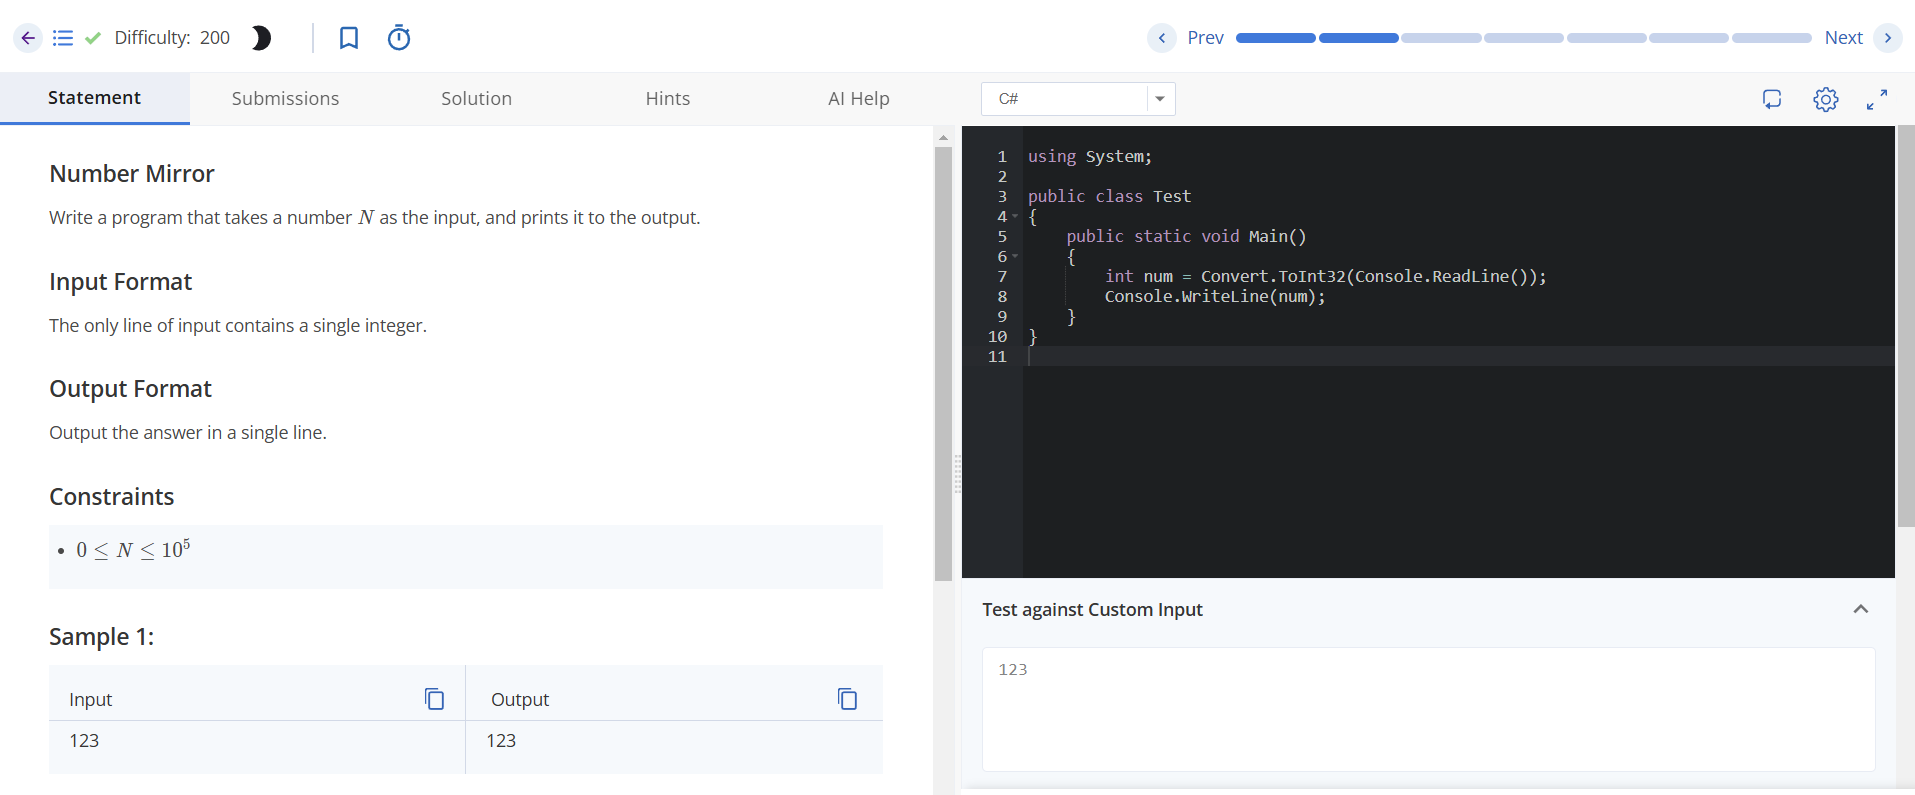 Difficulty: 200
Prev
Next
Statement
Submissions
Solution
Hints
AI Help
C#
Number Mirror
Write a program that takes a number N as the input, and prints it to the output.
Input Format
The only line of input contains a single integer.
Output Format
Output the answer in a single line.
Constraints
• 0 ≤ N ≤ 10⁵
Sample 1:
Input
Output
123
123
1 using System;
2
3 public class Test
4 {
5     public static void Main()
6     {
7         int num = Convert.ToInt32(Console.ReadLine());
8         Console.WriteLine(num);
9     }
10 }
11
Test against Custom Input
123